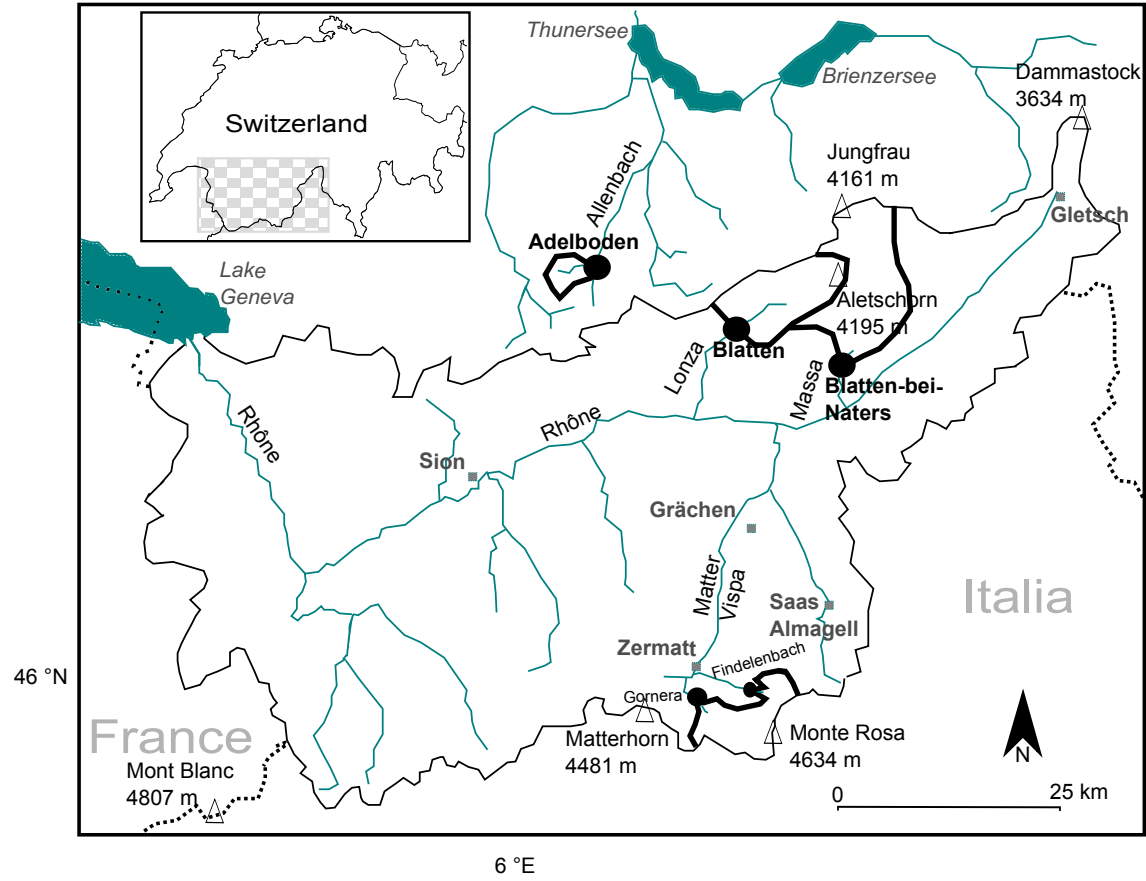 Thunersee
Brienzersee
Dammastock
3634 m
Switzerland
Jungfrau
4161 m
Allenbach
Gletsch
Adelboden
Lake
Geneva
Aletschorn
4195 m
Blatten
Lonza
Massa
Blatten-bei-
Naters
Rhône
Rhône
Sion
Grächen
Matter
Vispa
Saas
Almagell
Italia
Zermatt
Findelenbach
46 °N
Gornera
France
Matterhorn
4481 m
Monte Rosa
4634 m
N
Mont Blanc
4807 m
0
25 km
6 °E